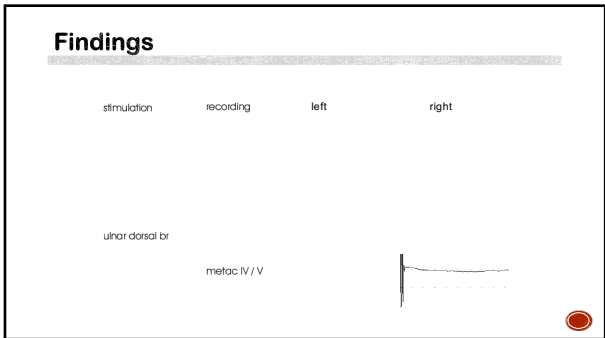 Findings
stimulation recording left right
ulnar dorsal br
metac IV / V